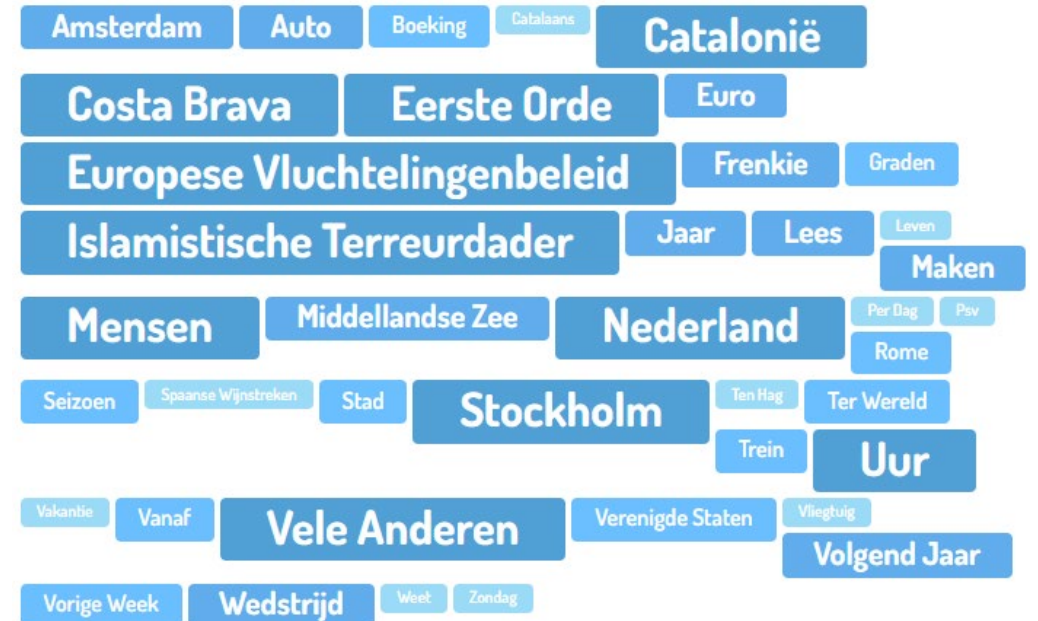 Amsterdam Auto Boeking Catalaans Catalonië
Costa Brava Eerste Orde Euro
Europese Vluchtelingenbeleid Frenkie Graden
Islamistische Terreurdader Jaar Lees Leven
Maken
Mensen Middellandse Zee Nederland Per Dag Psv
Rome
Seizoen Spaanse Wijnstreken Stad Stockholm Ten Hag Ter Wereld
Trein Uur
Vakantie Vanaf Vele Anderen Verenigde Staten Vliegtuig
Volgend Jaar
Vorige Week Wedstrijd Weet Zondag